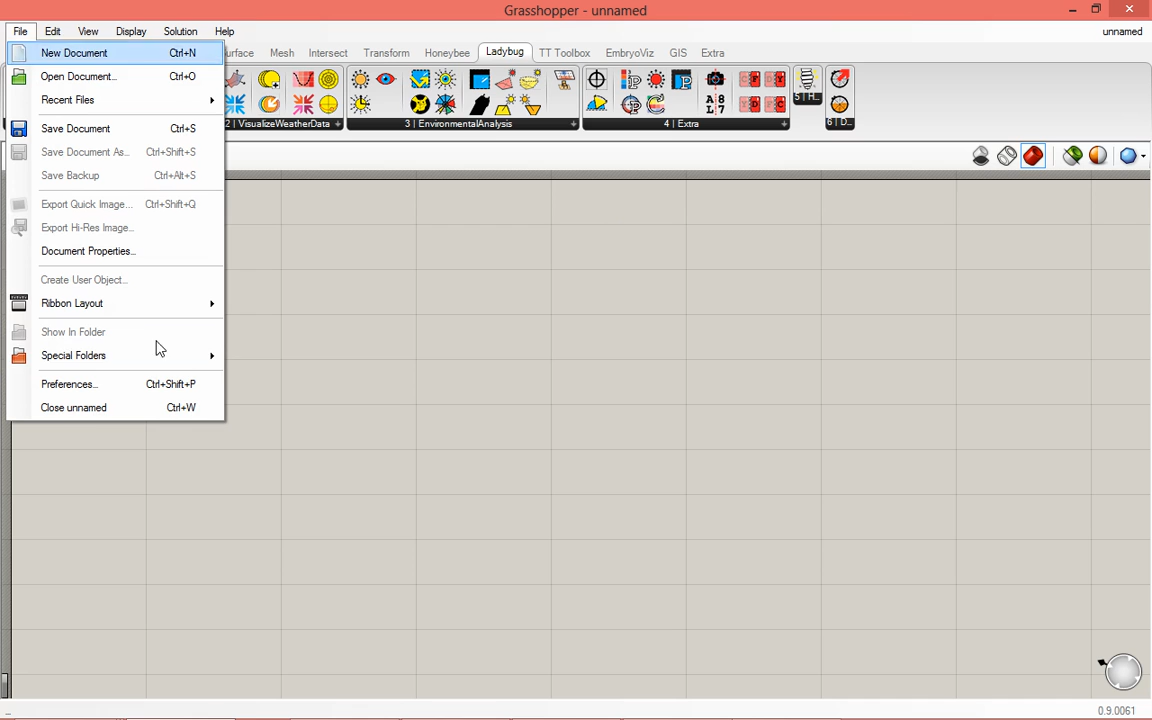 Grasshopper - unnamed
File Edit View Display Solution Help unnamed
urface Mesh Intersect Transform Honeybee Ladybug TT Toolbox EmbryoViz GIS Extra
2 | VisualizeWeatherData 3 | EnvironmentalAnalysis 4 | Extra 5 | H... 6 | D...
New Document Ctrl+N
Open Document... Ctrl+O
Recent Files
Save Document Ctrl+S
Save Document As... Ctrl+Shift+S
Save Backup Ctrl+Alt+S
Export Quick Image... Ctrl+Shift+Q
Export Hi-Res Image...
Document Properties...
Create User Object...
Ribbon Layout
Show In Folder
Special Folders
Preferences... Ctrl+Shift+P
Close unnamed Ctrl+W
0.9.0061